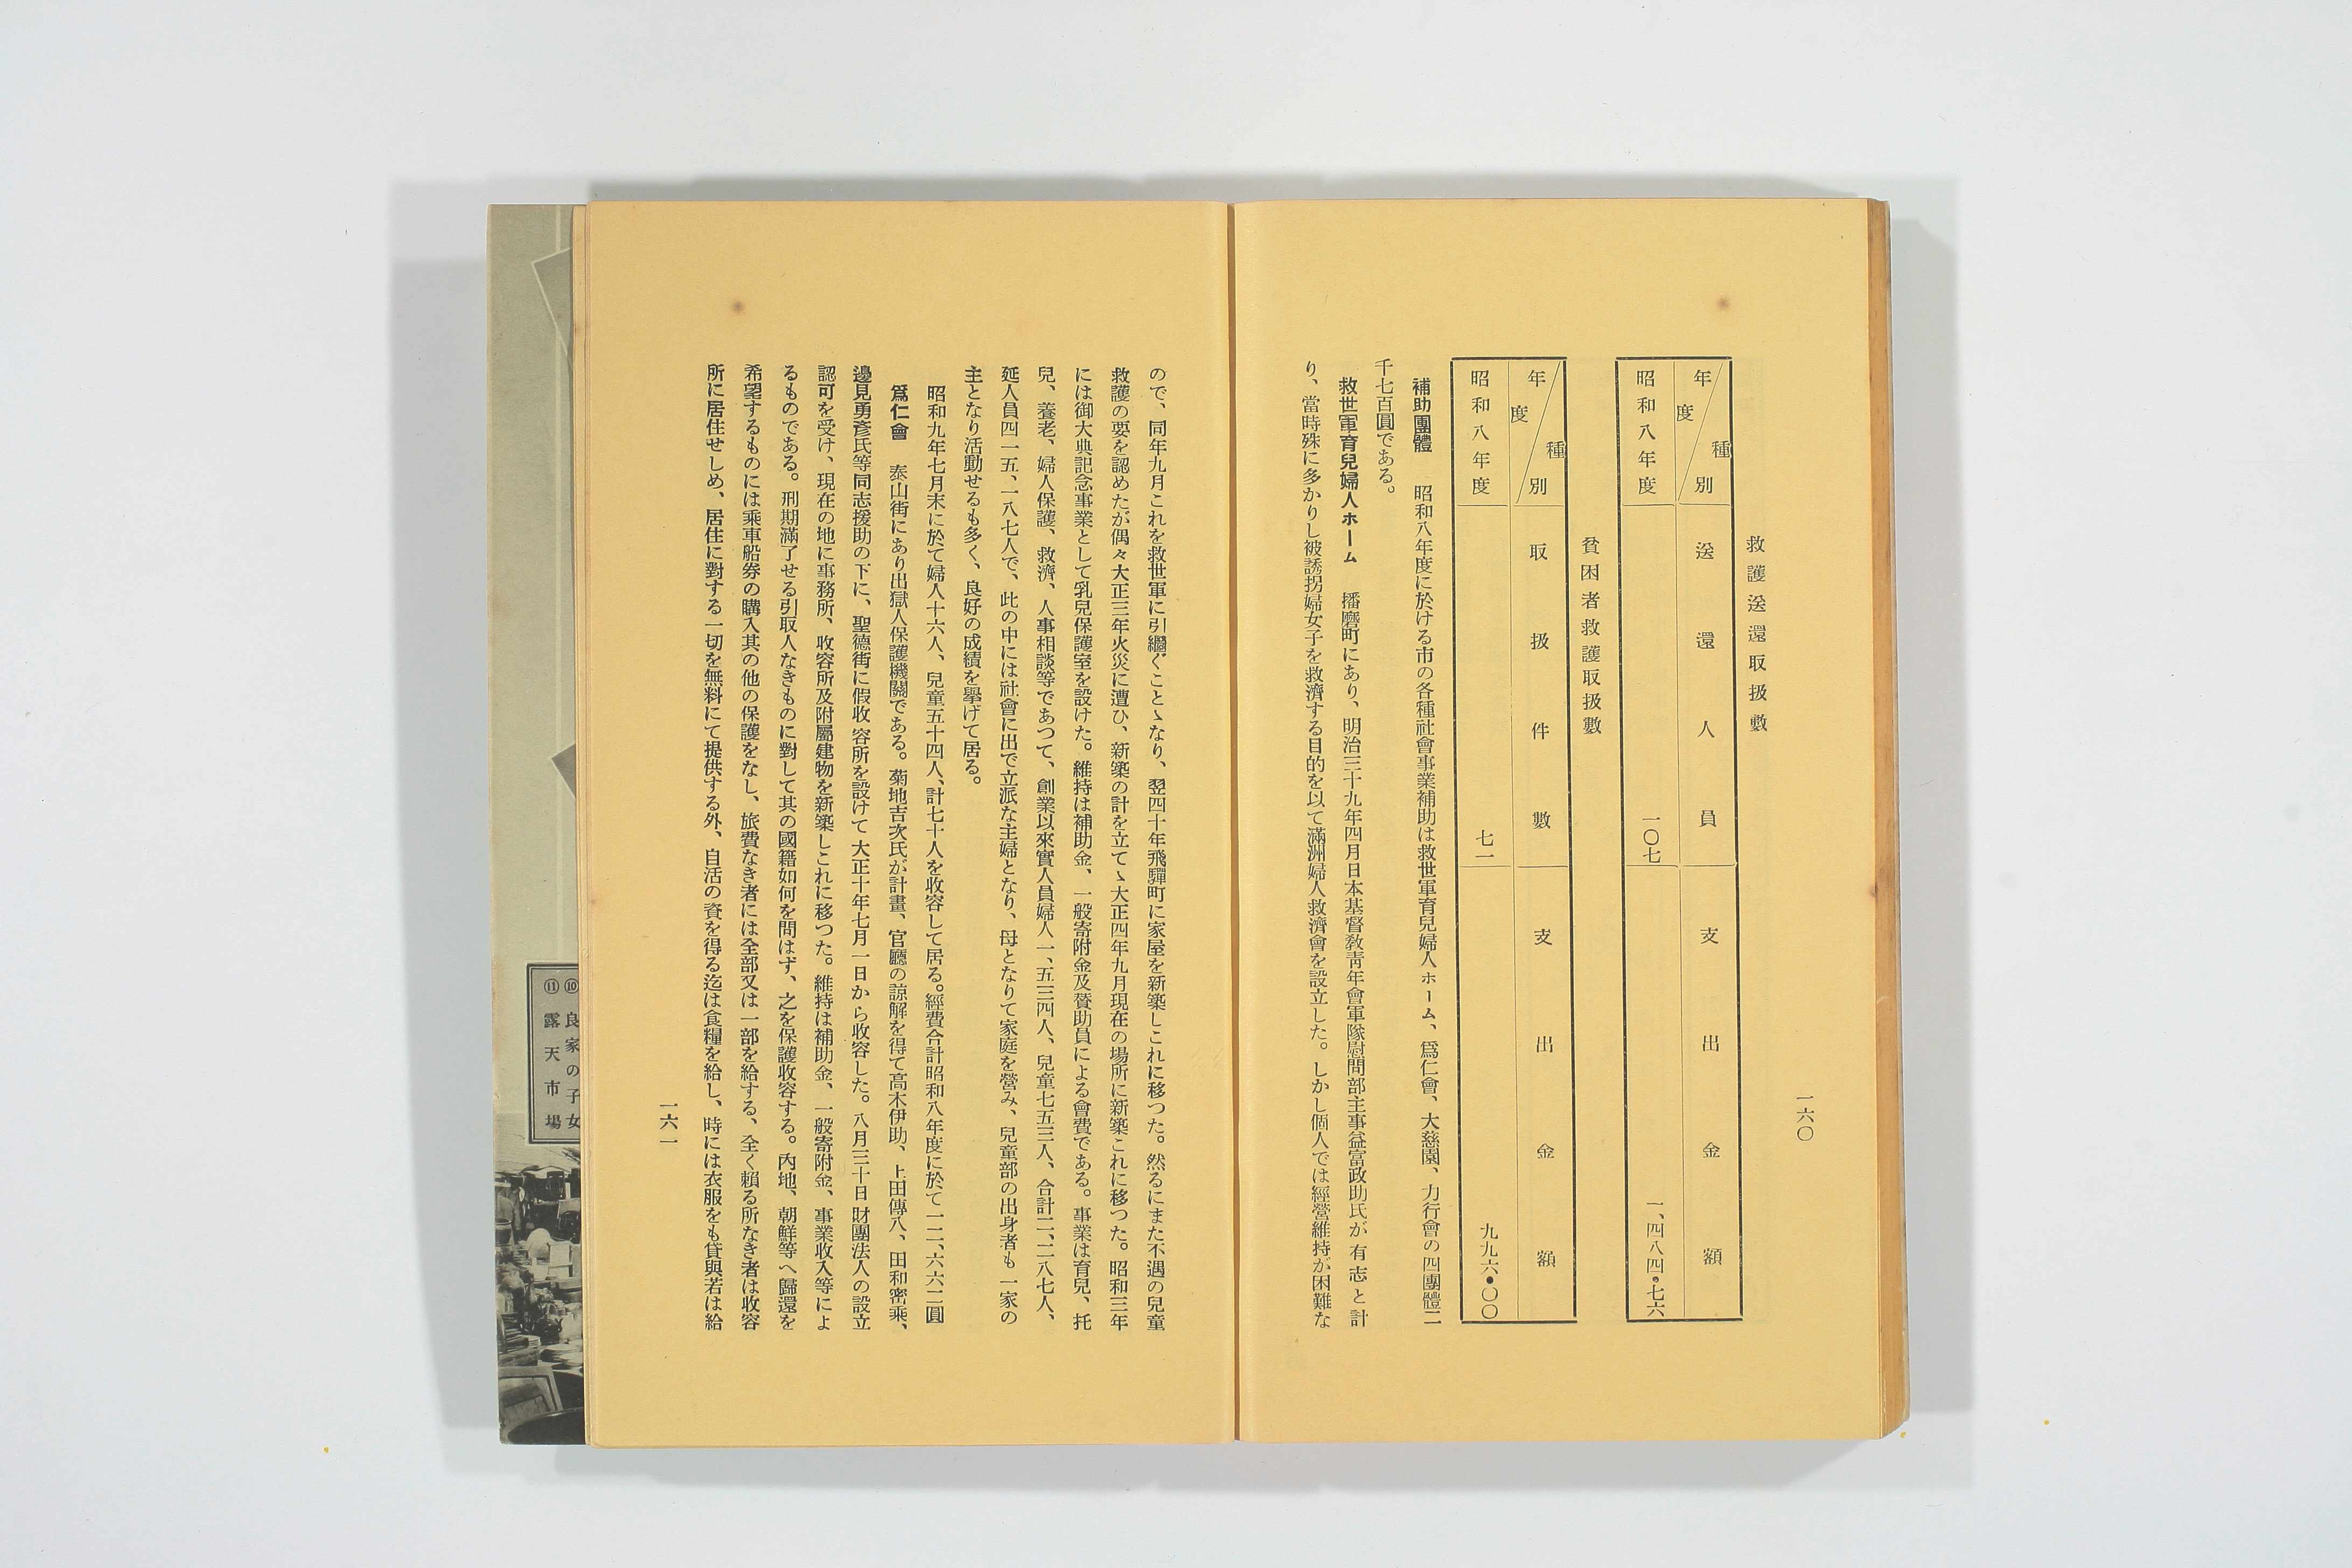 一六〇
救護送還取扱數
年度 種別
送還人員
支出金額
昭和八年度
一〇七
一、四八四・七六
貧困者救護取扱數
年度 種別
取扱件數
支出金額
昭和八年度
七一
九九六・〇〇
補助團體　昭和八年度に於ける市の各種社會事業補助は救世軍育兒婦人ホーム、爲仁會、大慈園、力行會の四團體二
千七百圓である。
救世軍育兒婦人ホーム　播磨町にあり、明治三十九年四月日本基督敎靑年會軍隊慰問部主事益富政助氏が有志と計
り、當時殊に多かりし被誘拐婦女子を救濟する目的を以て滿洲婦人救濟會を設立した。しかし個人では經營維持が困難な
ので、同年九月これを救世軍に引繼ぐことゝなり、翌四十年飛驒町に家屋を新築しこれに移つた。然るにまた不遇の兒童
救護の要を認めたが偶々大正三年火災に遭ひ、新築の計を立てゝ大正四年九月現在の場所に新築これに移つた。昭和三年
には御大典記念事業として乳兒保護室を設けた。維持は補助金、一般寄附金及贊助員による會費である。事業は育兒、托
兒、養老、婦人保護、救濟、人事相談等であつて、創業以來實人員婦人一、五三四人、兒童七五三人、合計二、二八七人、
延人員四一五、一八七人で、此の中には社會に出で立派な主婦となり、母となりて家庭を營み、兒童部の出身者も一家の
主となり活動せるも多く、良好の成績を擧げて居る。
昭和九年七月末に於て婦人十六人、兒童五十四人、計七十人を收容して居る。經費合計昭和八年度に於て一二、六六二圓
爲仁會　泰山街にあり出獄人保護機關である。菊地吉次氏が計畫、官廳の諒解を得て高木伊助、上田傳八、田和密乘、
邊見勇彥氏等同志援助の下に、聖德街に假收容所を設けて大正十年七月一日から收容した。八月三十日財團法人の設立
認可を受け、現在の地に事務所、收容所及附屬建物を新築しこれに移つた。維持は補助金、一般寄附金、事業收入等によ
るものである。刑期滿了せる引取人なきものに對して其の國籍如何を問はず、之を保護收容する。內地、朝鮮等へ歸還を
希望するものには乘車船券の購入其の他の保護をなし、旅費なき者には全部又は一部を給する、全く賴る所なき者は收容
所に居住せしめ、居住に對する一切を無料にて提供する外、自活の資を得る迄は食糧を給し、時には衣服をも貸與若は給
一六一
⑩良家の子女
⑪露天市場